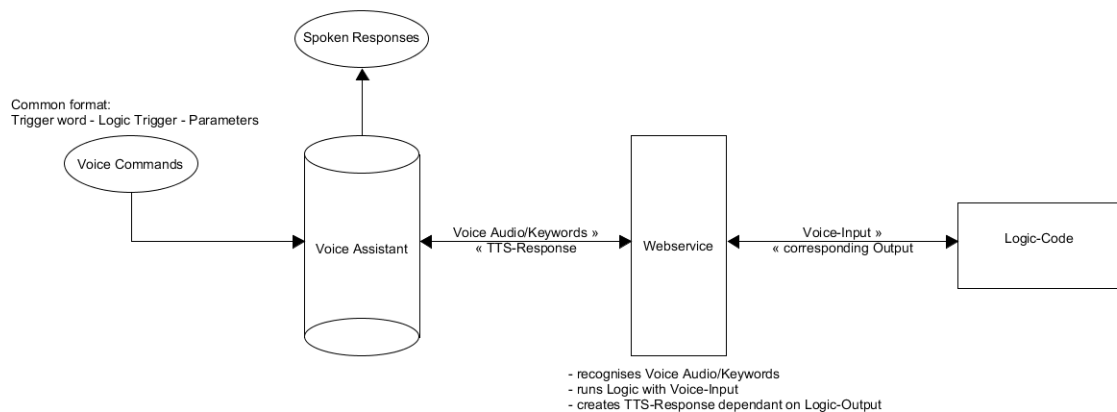 Spoken Responses
Common format:
Trigger word - Logic Trigger - Parameters
Voice Commands
Voice Assistant
Voice Audio/Keywords »
« TTS-Response
Webservice
Voice-Input »
« corresponding Output
Logic-Code
- recognises Voice Audio/Keywords
- runs Logic with Voice-Input
- creates TTS-Response dependant on Logic-Output